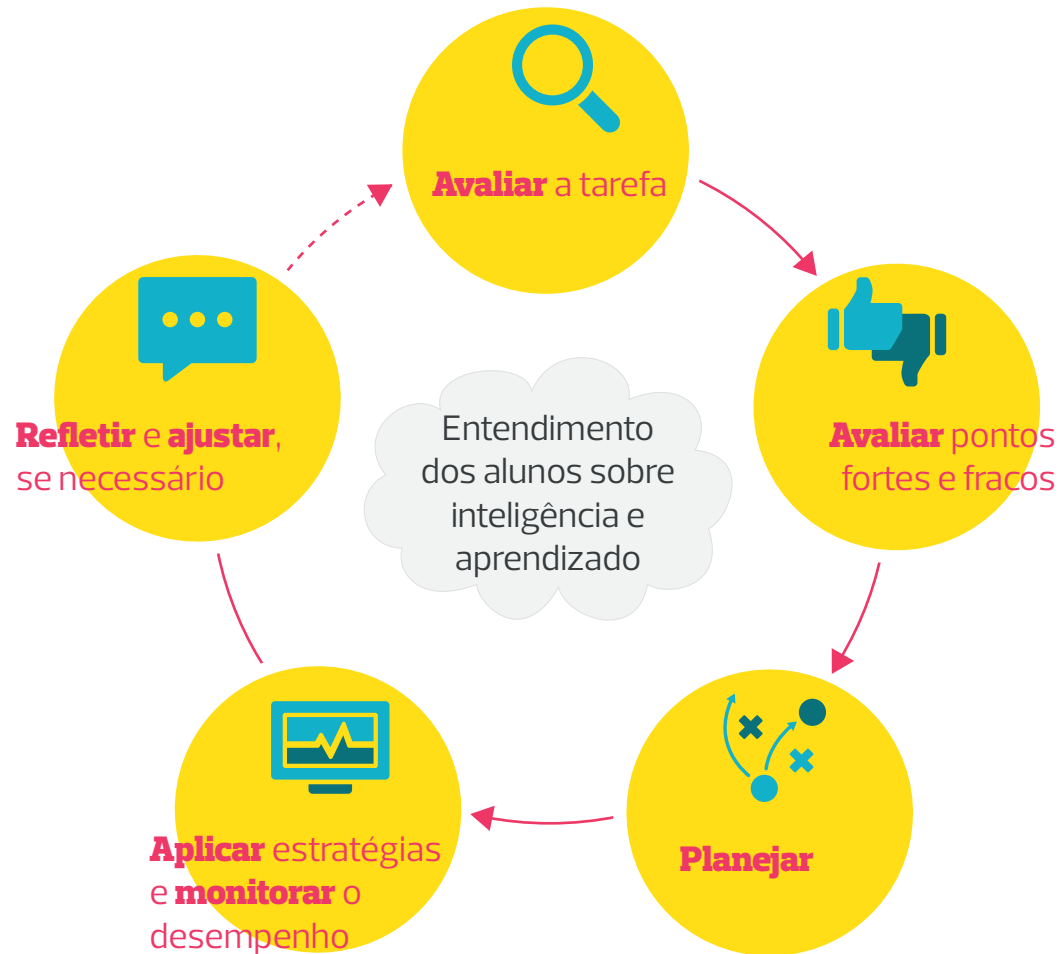 Avaliar a tarefa
Avaliar pontos
fortes e fracos
Planejar
Aplicar estratégias
e monitorar o
desempenho
Refletir e ajustar,
se necessário
Entendimento
dos alunos sobre
inteligência e
aprendizado